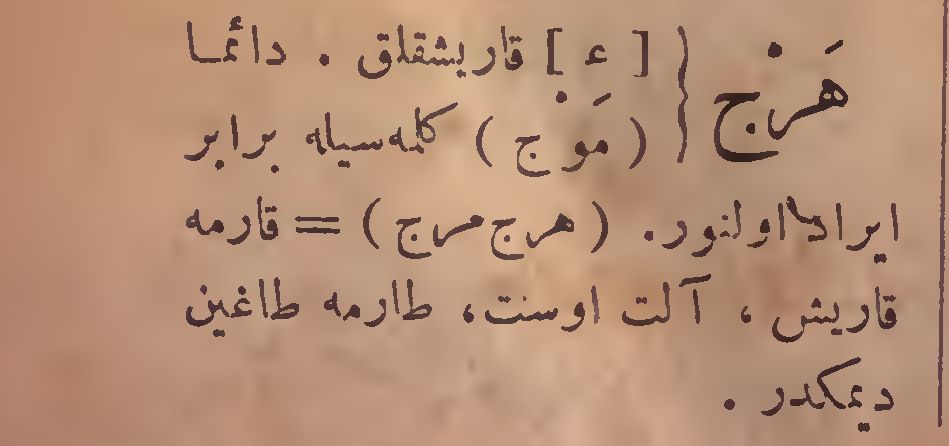 هَرْج } [ ع ] قاريشقلق . دائما
( مَوْج ) كلمه‌سيله برابر
ايراد اولنور. ( هرج مرج ) = قارمه
قاريش ، آلت اوست، طارمه طاغين
ديمكدر .